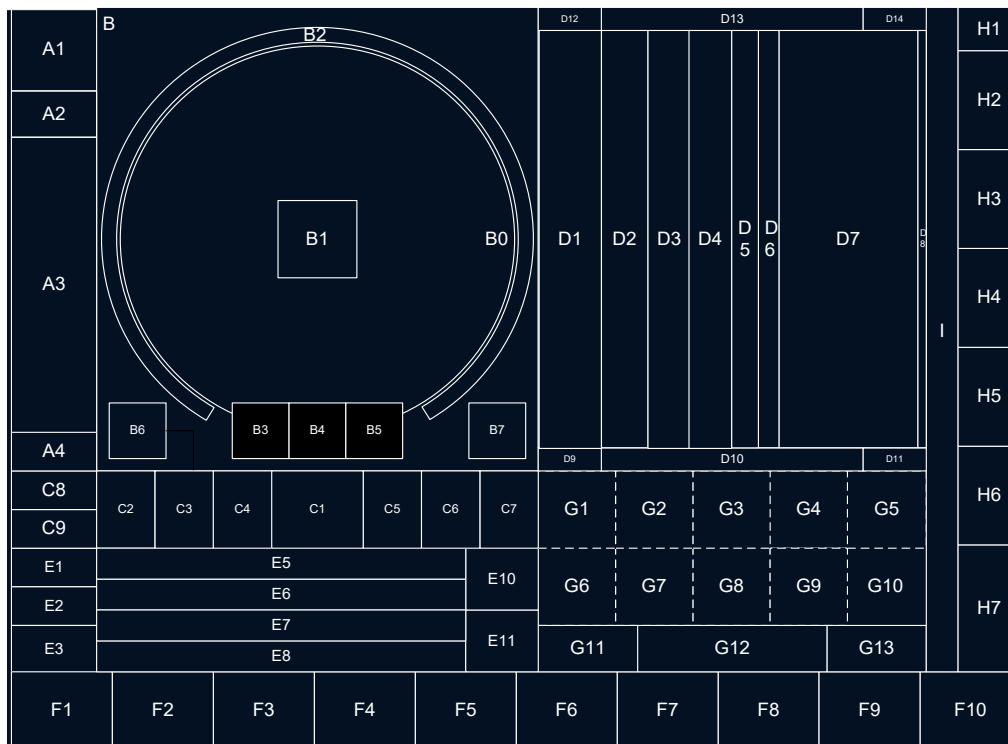 B
D12
D13
D14
H1
A1
B2
A2
H2
H3
B1
B0
D1
D2
D3
D4
D
5
D
6
D7
D
8
A3
H4
I
H5
B6
B3
B4
B5
B7
A4
D9
D10
D11
H6
C8
C9
C2
C3
C4
C1
C5
C6
C7
G1
G2
G3
G4
G5
E1
E5
E10
E2
E6
G6
G7
G8
G9
G10
H7
E7
E11
E3
E8
G11
G12
G13
F1
F2
F3
F4
F5
F6
F7
F8
F9
F10